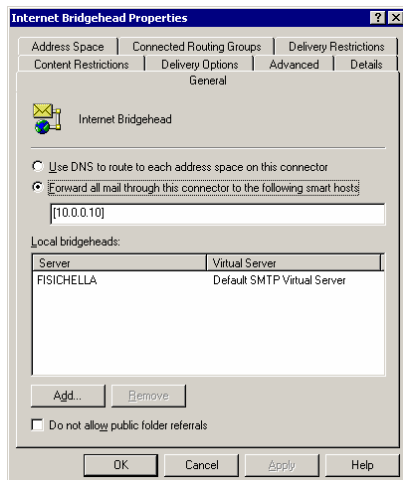 Internet Bridgehead Properties
Address Space
Connected Routing Groups
Delivery Restrictions
Content Restrictions
Delivery Options
Advanced
Details
General
Internet Bridgehead
Use DNS to route to each address space on this connector
Forward all mail through this connector to the following smart hosts
[10.0.0.10]
Local bridgeheads:
Server Virtual Server
FISICHELLA Default SMTP Virtual Server
Add... Remove
Do not allow public folder referrals
OK Cancel Apply Help